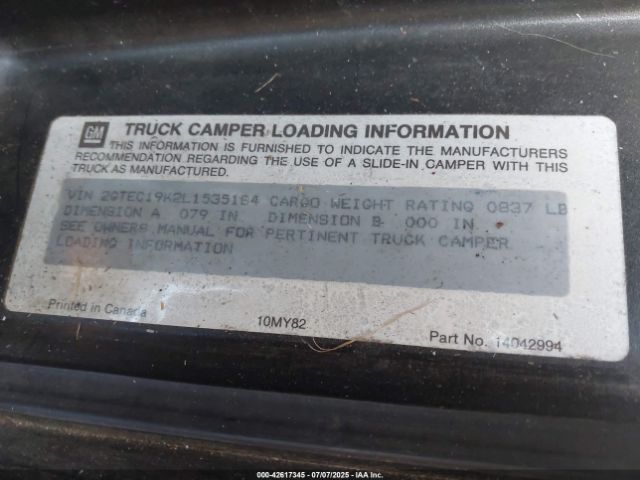 GM TRUCK CAMPER LOADING INFORMATION
THIS INFORMATION IS FURNISHED TO INDICATE THE MANUFACTURERS
RECOMMENDATION REGARDING THE USE OF A SLIDE-IN CAMPER WITH THIS
TRUCK AS MANUFACTURED.
VIN 2GTEC19K2L1535164 CARGO WEIGHT RATING 0837 LB
DIMENSION A 079 IN. DIMENSION B 000 IN.
SEE OWNERS MANUAL FOR PERTINENT TRUCK CAMPER
LOADING INFORMATION
Printed in Canada
10MY82
Part No. 14042994
000-42617345 - 07/07/2025 - IAAI.COM